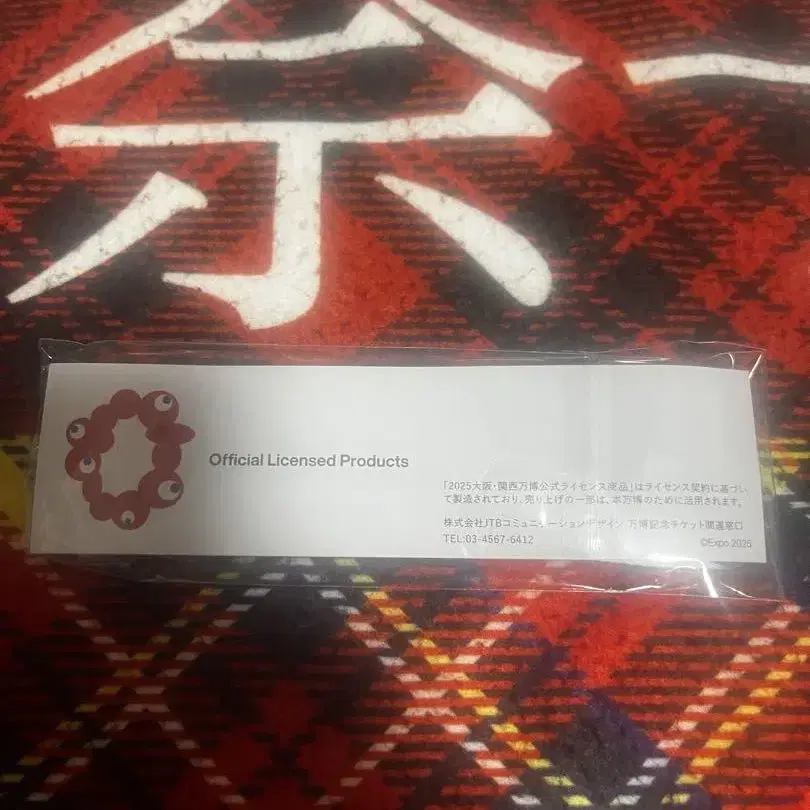 奈一
Official Licensed Products
「2025大阪・関西万博公式ライセンス商品」はライセンス契約に基づい
て製造されており、売り上げの一部は、本万博のために活用されます。
株式会社JTBコミュニケーションデザイン 万博記念チケット関連窓口
TEL:03-4567-6412
©Expo 2025